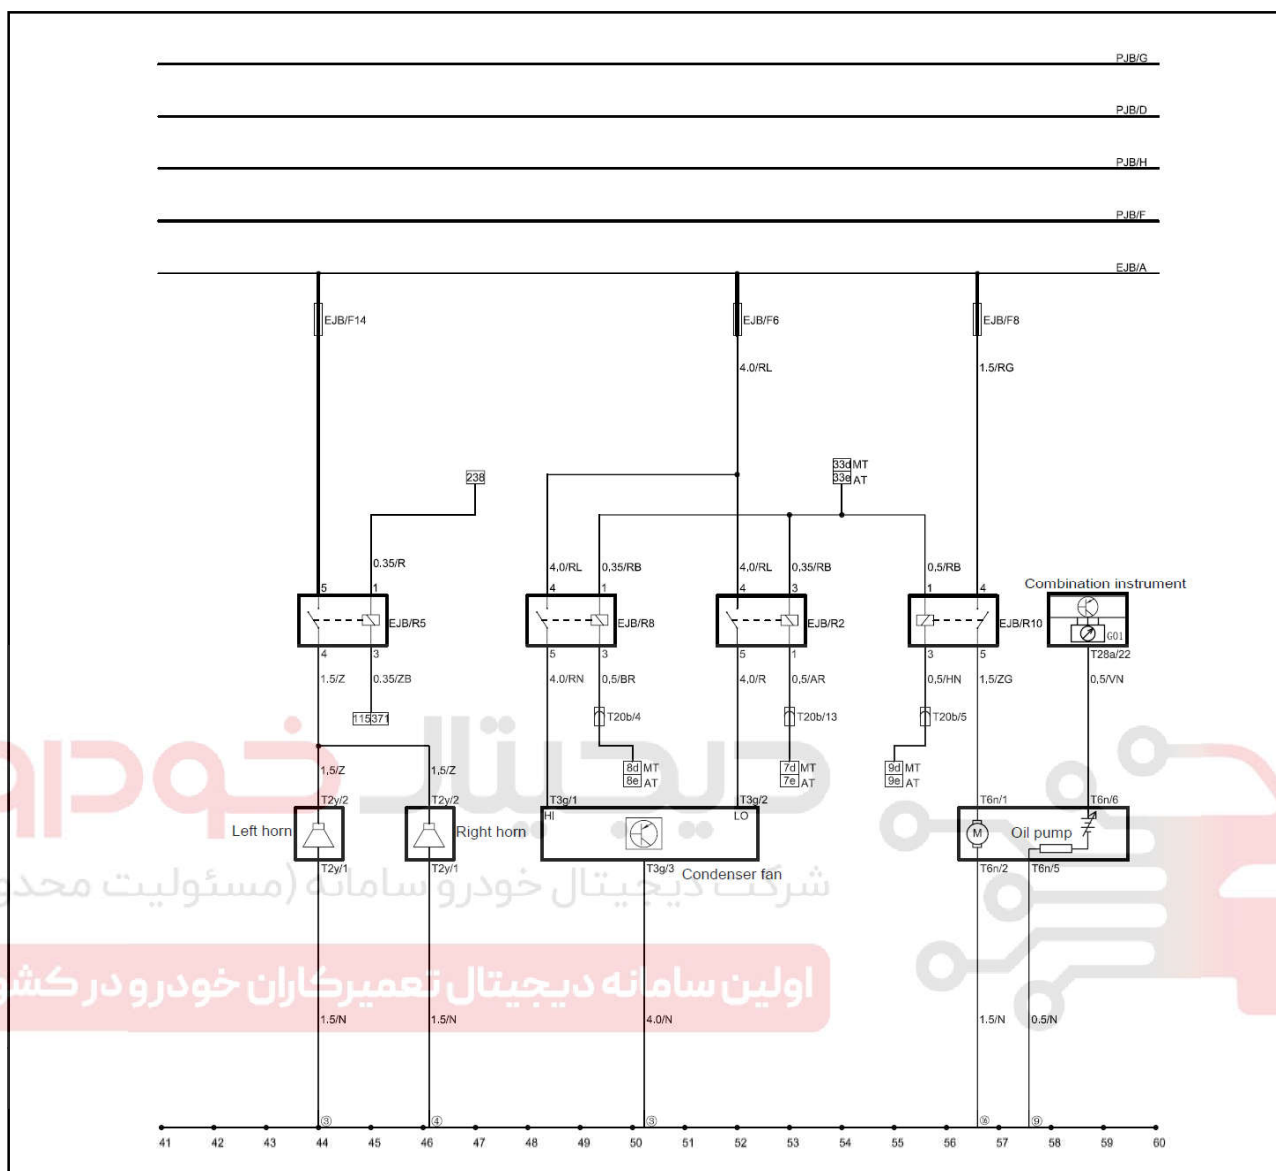 PJB/G
PJB/D
PJB/H
PJB/F
EJB/A
EJB/F14
EJB/F6
EJB/F8
4.0/RL
1.5/RG
238
33d MT
33e AT
0.35/R
4,0/RL
0,35/RB
4,0/RL
0,35/RB
0,5/RB
5 1 4 1 4 3 1 4
Combination instrument
EJB/R5
EJB/R8
EJB/R2
EJB/R10
G01
4 3 5 3 5 1 3 5
T28a/22
1.5/Z
0.35/ZB
4.0/RN
0,5/BR
4,0/R
0,5/AR
0,5/HN
1,5/ZG
0,5/VN
115371
T20b/4
T20b/13
T20b/5
دیجیتال خودرو
1,5/Z
1,5/Z
8d MT
8e AT
7d MT
7e AT
9d MT
9e AT
T2y/2
T2y/2
T3g/1
T3g/2
T6n/1
T6n/6
HI
LO
Left horn
Right horn
M
Oil pump
T2y/1
T2y/1
T3g/3
Condenser fan
T6n/2
T6n/5
شرکت دیجیتال خودرو سامانه (مسئولیت
اولین سامانه دیجیتال تعمیرکاران خودرو در
1.5/N
1.5/N
4.0/N
1.5/N
0.5/N
③ ④ ③ ⑨
41 42 43 44 45 46 47 48 49 50 51 52 53 54 55 56 57 58 59 60